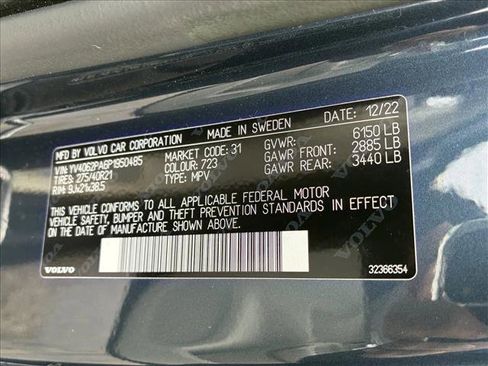 MADE IN SWEDEN DATE: 12/22
MFD BY VOLVO CAR CORPORATION
VIN: YV4062PA6P1950485 MARKET CODE: 31 GVWR: 6150 LB
TIRES: 275/40R21 COLOUR: 723 GAWR FRONT: 2885 LB
RIM: 9Jx21x38.5 TYPE: MPV GAWR REAR: 3440 LB
THIS VEHICLE CONFORMS TO ALL APPLICABLE FEDERAL MOTOR
VEHICLE SAFETY, BUMPER AND THEFT PREVENTION STANDARDS IN EFFECT
ON THE DATE OF MANUFACTURE SHOWN ABOVE.
VOLVO 32366354